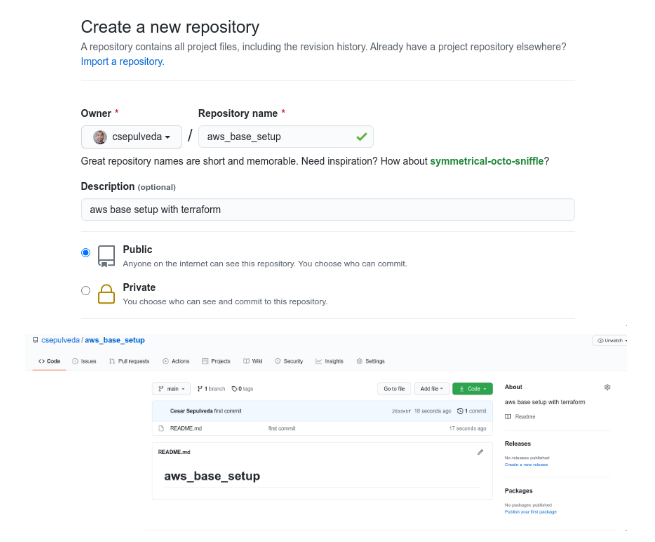 Create a new repository
A repository contains all project files, including the revision history. Already have a project repository elsewhere?
Import a repository.
Owner * Repository name *
csepulveda / aws_base_setup
Great repository names are short and memorable. Need inspiration? How about symmetrical-octo-sniffle?
Description (optional)
aws base setup with terraform
Public
Anyone on the internet can see this repository. You choose who can commit.
Private
You choose who can see and commit to this repository.
csepulveda / aws_base_setup Unwatch
<> Code Issues Pull requests Actions Projects Wiki Security Insights Settings
main 1 branch 0 tags Go to file Add file Code About
aws base setup with terraform
Cesar Sepulveda first commit 18 seconds ago 1 commit
Readme
README.md first commit 17 seconds ago
Releases
README.md
No releases published
Create a new release
aws_base_setup
Packages
No packages published
Publish your first package